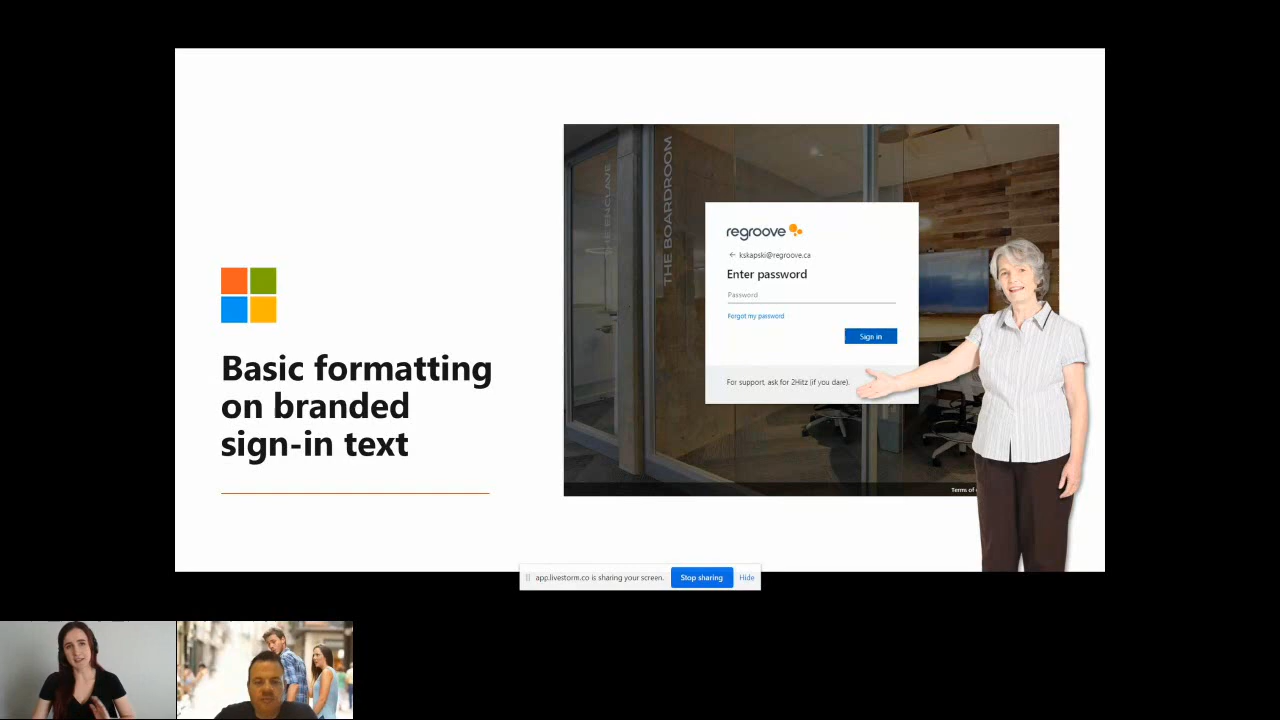 Basic formatting
on branded
sign-in text
THE ENCLAVE
THE BOARDROOM
regroove
← kskapski@regroove.ca
Enter password
Password
Forgot my password
Sign in
For support, ask for 2Hitz (if you dare).
Terms of
app.livestorm.co is sharing your screen.
Stop sharing
Hide